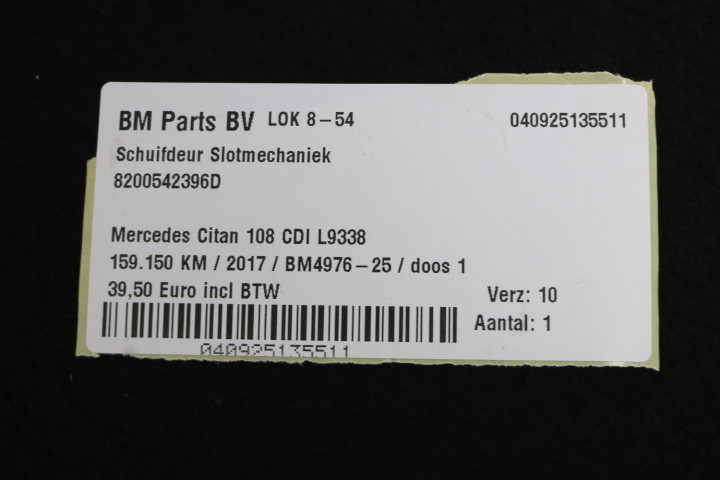 BM Parts BV LOK 8-54 040925135511
Schuifdeur Slotmechaniek
8200542396D
Mercedes Citan 108 CDI L9338
159.150 KM / 2017 / BM4976-25 / doos 1
39,50 Euro incl BTW Verz: 10
Aantal: 1
040925135511